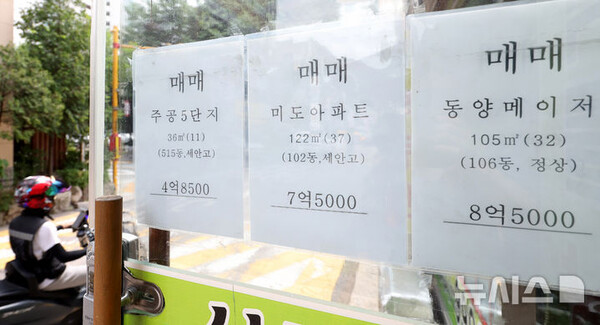 매매
주공5단지
36㎡(11)
(515동,세안고)
4억8500
매매
미도아파트
122㎡(37)
(102동,세안고)
7억5000
매매
동양메이저
105㎡(32)
(106동, 정상)
8억5000
뉴시스